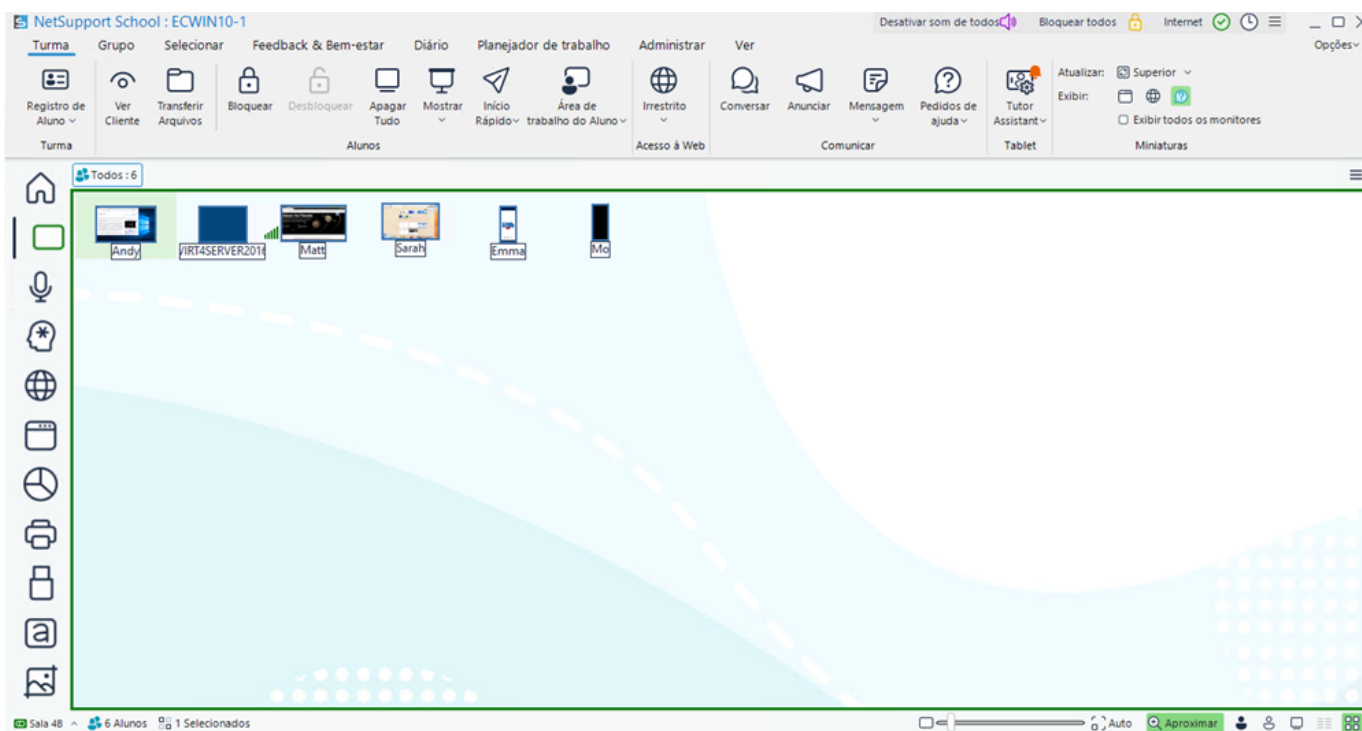 NetSupport School : ECWIN10-1
Desativar som de todos
Bloquear todos
Internet
Turma
Grupo
Selecionar
Feedback & Bem-estar
Diário
Planejador de trabalho
Administrar
Ver
Opções
Registro de Aluno
Ver Cliente
Transferir Arquivos
Bloquear
Desbloquear
Apagar Tudo
Mostrar
Início Rápido
Área de trabalho do Aluno
Irrestrito
Conversar
Anunciar
Mensagem
Pedidos de ajuda
Tutor Assistant
Atualizar:
Superior
Exibir:
Exibir todos os monitores
Turma
Alunos
Acesso à Web
Comunicar
Tablet
Miniaturas
Todos : 6
Andy
VIRT4SERVER2016
Matt
Sarah
Emma
Mo
Sala 48
6 Alunos
1 Selecionados
Auto
Aproximar